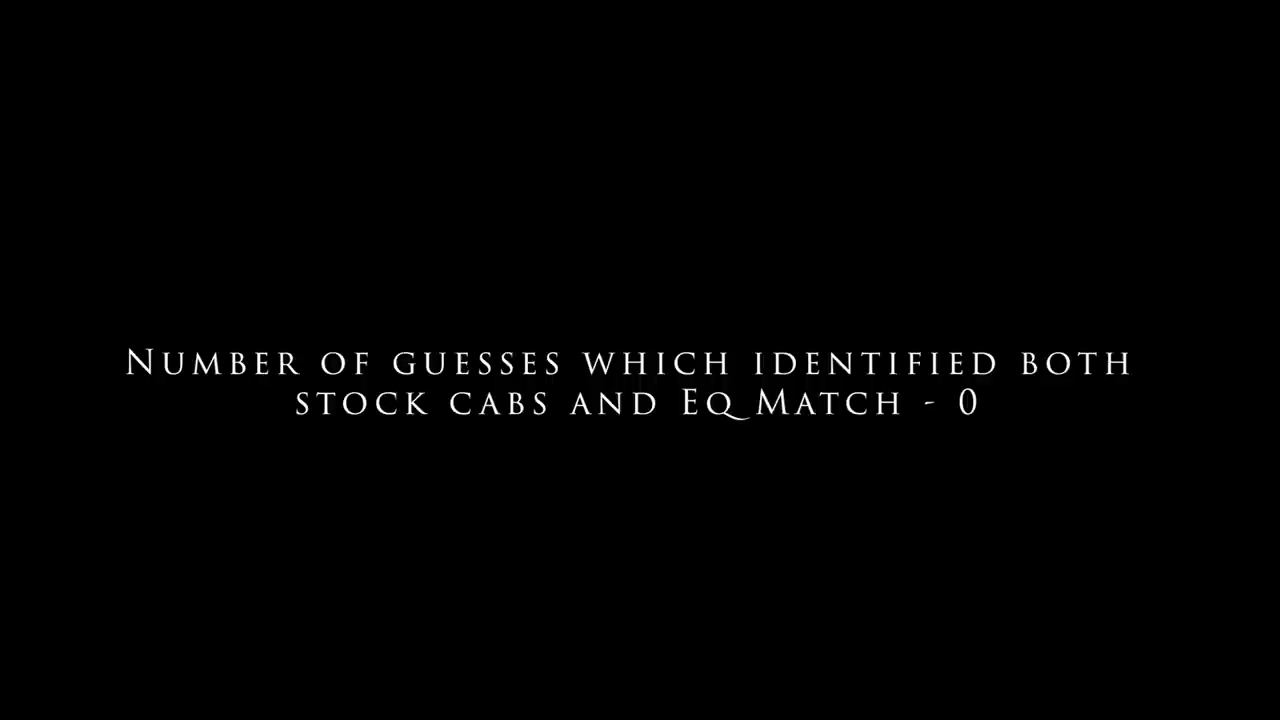 Number of guesses which identified both
stock cabs and Eq Match - 0